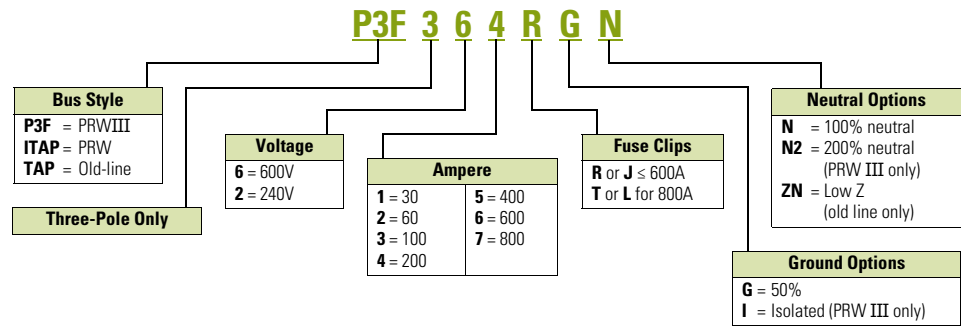 P3F 3 6 4 R G N
Bus Style
P3F = PRWIII
ITAP = PRW
TAP = Old-line
Three-Pole Only
Voltage
6 = 600V
2 = 240V
Ampere
1 = 30
2 = 60
3 = 100
4 = 200
5 = 400
6 = 600
7 = 800
Fuse Clips
R or J ≤ 600A
T or L for 800A
Neutral Options
N = 100% neutral
N2 = 200% neutral
(PRW III only)
ZN = Low Z
(old line only)
Ground Options
G = 50%
I = Isolated (PRW III only)